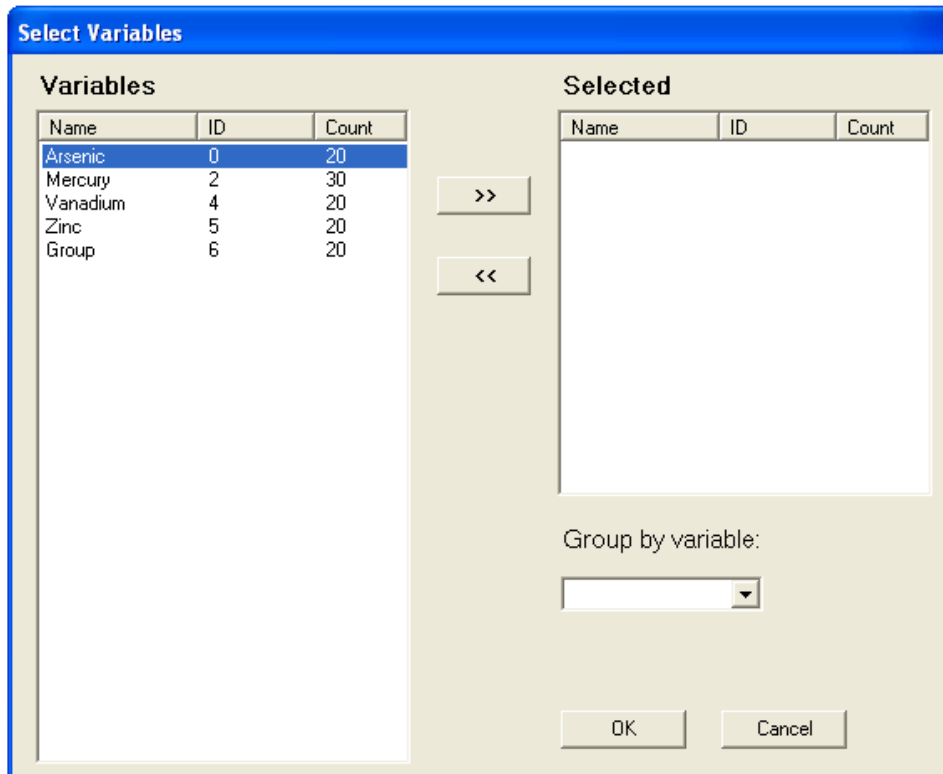 Select Variables
Variables
Name ID Count
Arsenic 0 20
Mercury 2 30
Vanadium 4 20
Zinc 5 20
Group 6 20
>>
<<
Selected
Name ID Count
Group by variable:
OK Cancel